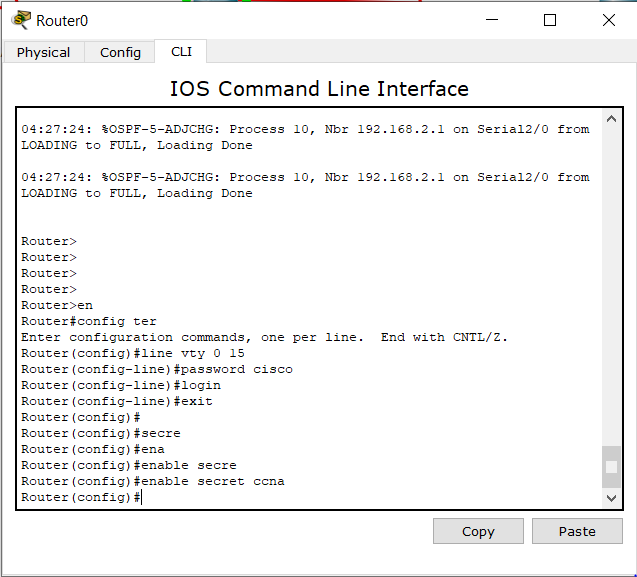 Router0
Physical Config CLI
IOS Command Line Interface
04:27:24: %OSPF-5-ADJCHG: Process 10, Nbr 192.168.2.1 on Serial2/0 from
LOADING to FULL, Loading Done
04:27:24: %OSPF-5-ADJCHG: Process 10, Nbr 192.168.2.1 on Serial2/0 from
LOADING to FULL, Loading Done
Router>
Router>
Router>
Router>
Router>en
Router#config ter
Enter configuration commands, one per line.  End with CNTL/Z.
Router(config)#line vty 0 15
Router(config-line)#password cisco
Router(config-line)#login
Router(config-line)#exit
Router(config)#
Router(config)#secre
Router(config)#ena
Router(config)#enable secre
Router(config)#enable secret ccna
Router(config)#
Copy Paste